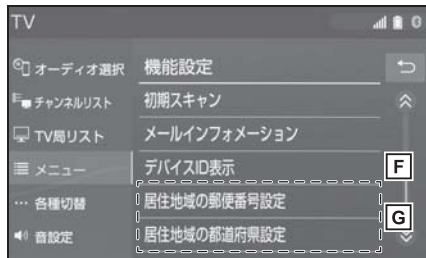 TV
オーディオ選択
チャンネルリスト
TV局リスト
メニュー
各種切替
音設定
機能設定
初期スキャン
メールインフォメーション
デバイスID表示
居住地域の郵便番号設定
居住地域の都道府県設定
F
G